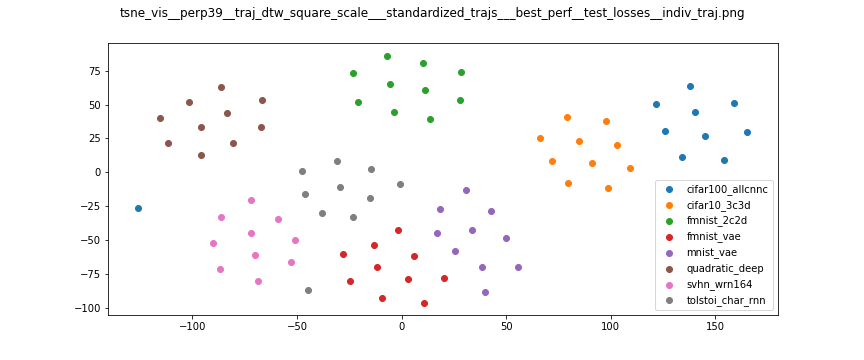 tsne_vis__perp39__traj_dtw_square_scale___standardized_trajs___best_perf__test_losses__indiv_traj.png
75
50
25
0
−25
−50
−75
−100
−100
−50
0
50
100
150
cifar100_allcnnc
cifar10_3c3d
fmnist_2c2d
fmnist_vae
mnist_vae
quadratic_deep
svhn_wrn164
tolstoi_char_rnn